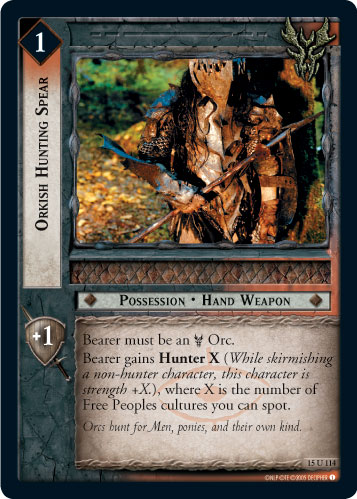 1
ORKISH HUNTING SPEAR
POSSESSION • HAND WEAPON
+1
Bearer must be an Orc.
Bearer gains Hunter X (While skirmishing
a non-hunter character, this character is
strength +X.), where X is the number of
Free Peoples cultures you can spot.
Orcs hunt for Men, ponies, and their own kind.
15 U 114